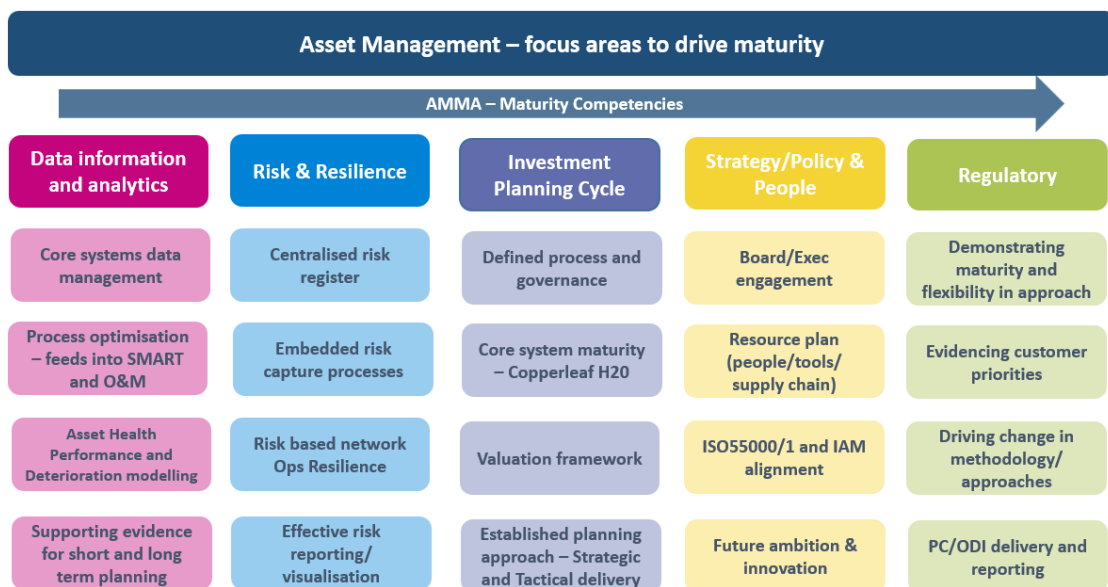 Asset Management – focus areas to drive maturity
AMMA – Maturity Competencies
Data information
and analytics
Core systems data
management
Process optimisation
– feeds into SMART
and O&M
Asset Health
Performance and
Deterioration modelling
Supporting evidence
for short and long
term planning
Risk & Resilience
Centralised risk
register
Embedded risk
capture processes
Risk based network
Ops Resilience
Effective risk
reporting/
visualisation
Investment
Planning Cycle
Defined process and
governance
Core system maturity
– Copperleaf H20
Valuation framework
Established planning
approach – Strategic
and Tactical delivery
Strategy/Policy &
People
Board/Exec
engagement
Resource plan
(people/tools/
supply chain)
ISO55000/1 and IAM
alignment
Future ambition &
innovation
Regulatory
Demonstrating
maturity and
flexibility in approach
Evidencing customer
priorities
Driving change in
methodology/
approaches
PC/ODI delivery and
reporting